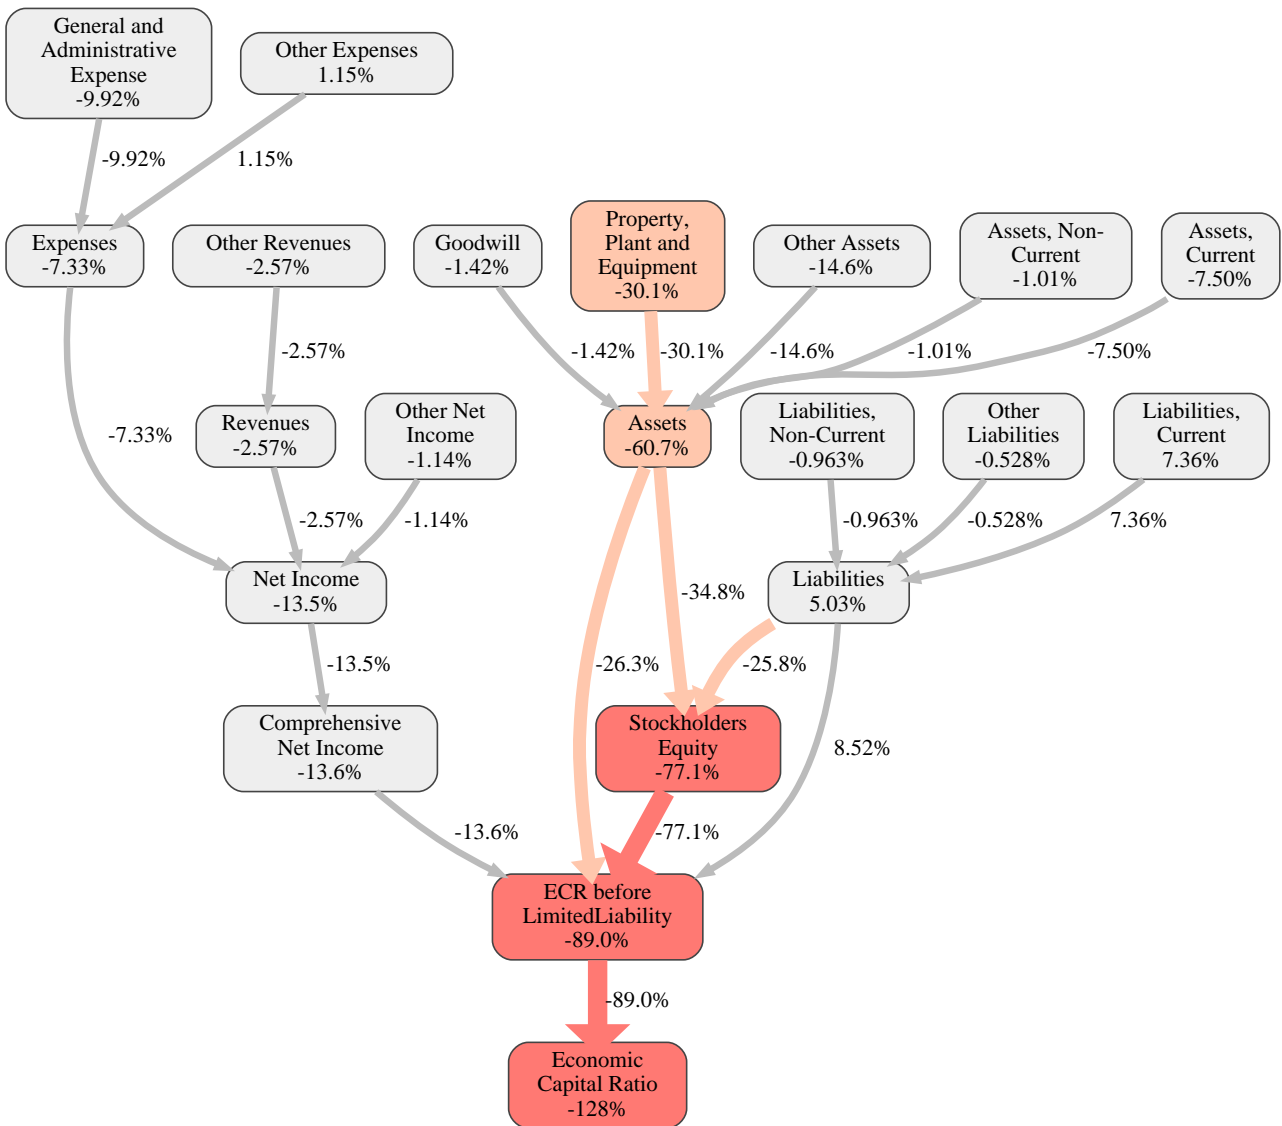 General and
Administrative
Expense
-9.92%
Other Expenses
1.15%
-9.92%
1.15%
Expenses
-7.33%
Other Revenues
-2.57%
Goodwill
-1.42%
Property,
Plant and
Equipment
-30.1%
Other Assets
-14.6%
Assets, Non-
Current
-1.01%
Assets,
Current
-7.50%
-2.57%
-1.42%
-30.1%
-14.6%
-1.01%
-7.50%
-7.33%
Revenues
-2.57%
Other Net
Income
-1.14%
Assets
-60.7%
Liabilities,
Non-Current
-0.963%
Other
Liabilities
-0.528%
Liabilities,
Current
7.36%
-2.57%
-1.14%
-0.963%
-0.528%
7.36%
Net Income
-13.5%
-34.8%
Liabilities
5.03%
-13.5%
-26.3%
-25.8%
Comprehensive
Net Income
-13.6%
Stockholders
Equity
-77.1%
8.52%
-13.6%
-77.1%
ECR before
LimitedLiability
-89.0%
-89.0%
Economic
Capital Ratio
-128%